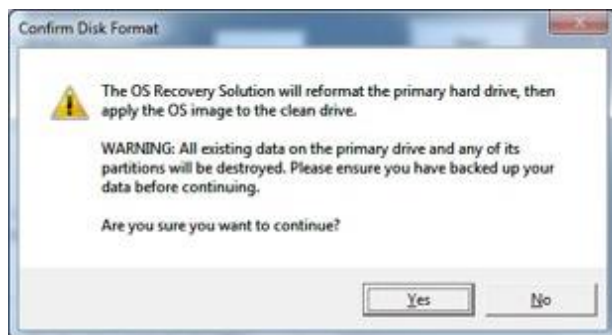 Confirm Disk Format
The OS Recovery Solution will reformat the primary hard drive, then
apply the OS image to the clean drive.
WARNING: All existing data on the primary drive and any of its
partitions will be destroyed. Please ensure you have backed up your
data before continuing.
Are you sure you want to continue?
Yes
No